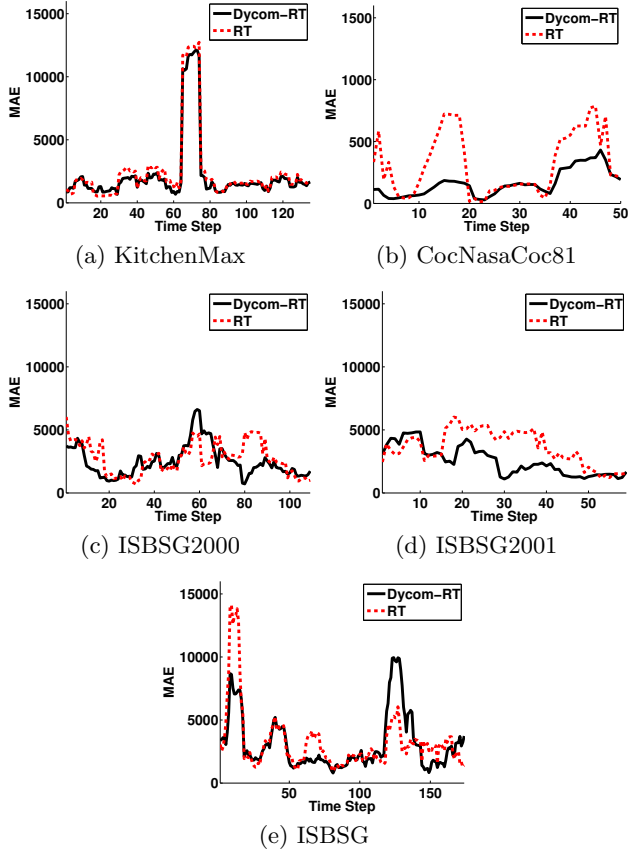 Dycom-RT
RT
15000
10000
5000
0
MAE
20 40 60 80 100 120
Time Step
(a) KitchenMax
Dycom-RT
RT
1500
1000
500
0
MAE
10 20 30 40 50
Time Step
(b) CocNasaCoc81
Dycom-RT
RT
15000
10000
5000
0
MAE
20 40 60 80 100
Time Step
(c) ISBSG2000
Dycom-RT
RT
15000
10000
5000
0
MAE
10 20 30 40 50
Time Step
(d) ISBSG2001
Dycom-RT
RT
15000
10000
5000
0
MAE
50 100 150
Time Step
(e) ISBSG